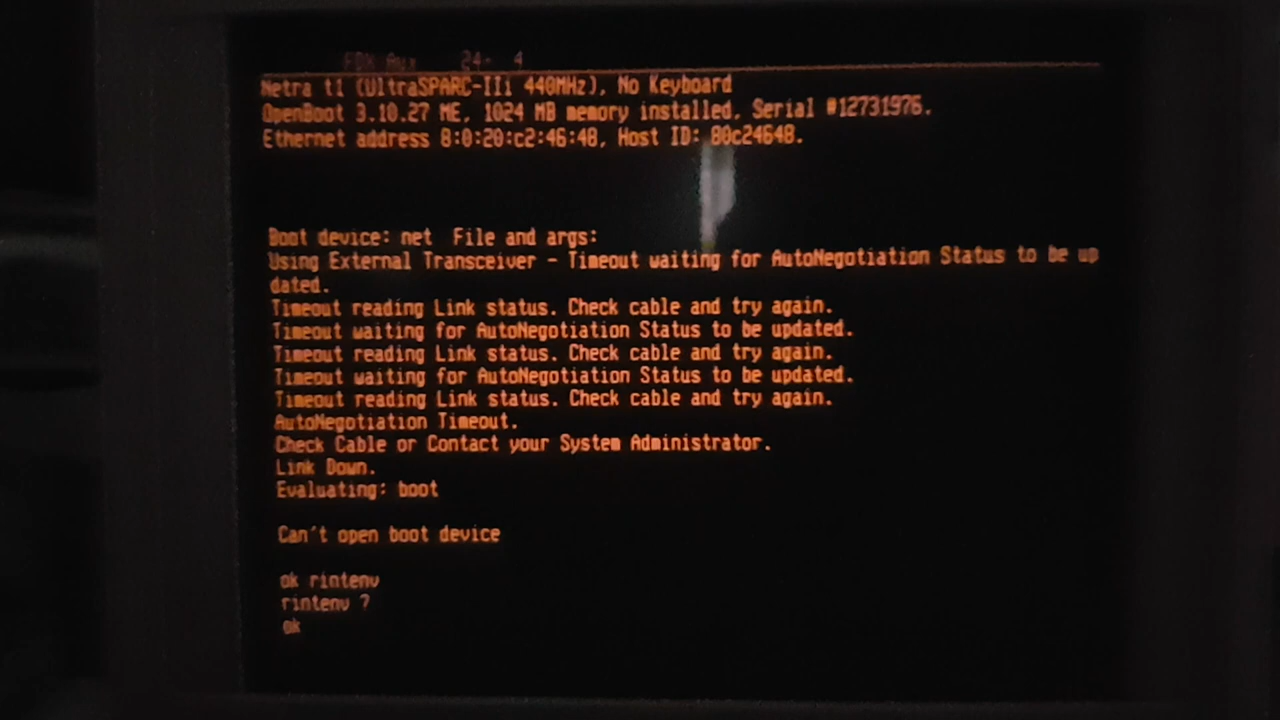 Netra t1 (UltraSPARC-IIi 440MHz), No Keyboard
OpenBoot 3.10.27 ME, 1024 MB memory installed, Serial #12731976.
Ethernet address 8:0:20:c2:46:48, Host ID: 80c24648.
Boot device: net  File and args:
Using External Transceiver - Timeout waiting for AutoNegotiation Status to be up
dated.
Timeout reading Link status. Check cable and try again.
Timeout waiting for AutoNegotiation Status to be updated.
Timeout reading Link status. Check cable and try again.
Timeout waiting for AutoNegotiation Status to be updated.
Timeout reading Link status. Check cable and try again.
AutoNegotiation Timeout.
Check Cable or Contact your System Administrator.
Link Down.
Evaluating: boot
Can't open boot device
ok rintenv
rintenv ?
ok